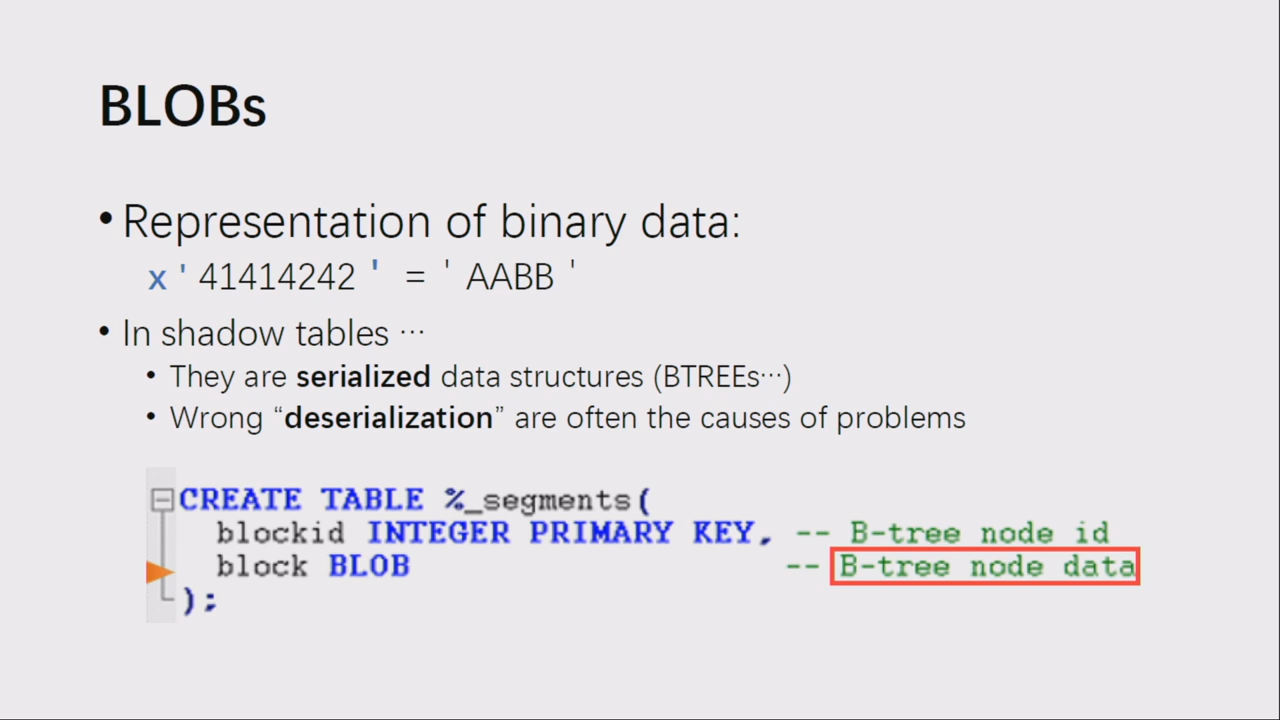 BLOBs
• Representation of binary data:
x ' 41414242 ' = ' AABB '
• In shadow tables ⋯
• They are serialized data structures (BTREEs⋯)
• Wrong “deserialization” are often the causes of problems
CREATE TABLE %_segments(
blockid INTEGER PRIMARY KEY, -- B-tree node id
block BLOB -- B-tree node data
);